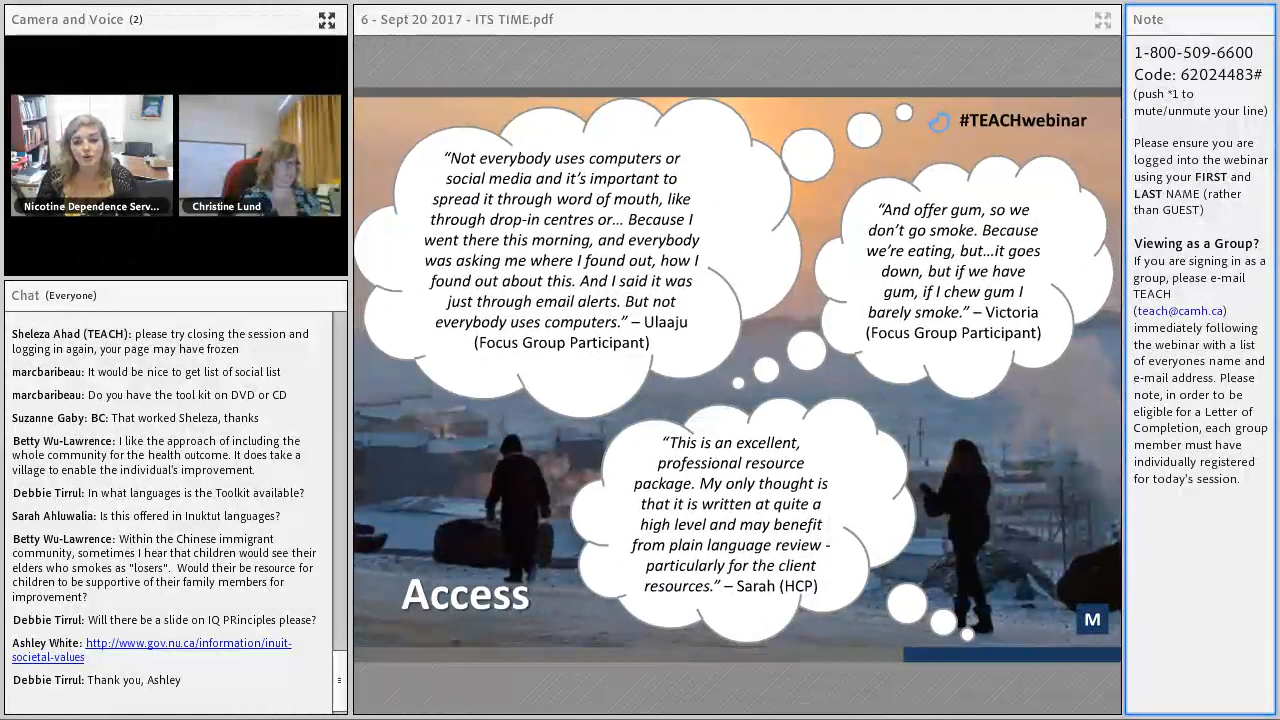 Camera and Voice (2)
Nicotine Dependence Serv...
Christine Lund
Chat (Everyone)
Sheleza Ahad (TEACH): please try closing the session and
logging in again, your page may have frozen
marcbaribeau: It would be nice to get list of social list
marcbaribeau: Do you have the tool kit on DVD or CD
Suzanne Gaby: BC: That worked Sheleza, thanks
Betty Wu-Lawrence: I like the approach of including the
whole community for the health outcome. It does take a
village to enable the individual's improvement.
Debbie Tirrul: In what languages is the Toolkit available?
Sarah Ahluwalia: Is this offered in Inuktut languages?
Betty Wu-Lawrence: Within the Chinese immigrant
community, sometimes I hear that children would see their
elders who smokes as "losers". Would their be resource for
children to be supportive of their family members for
improvement?
Debbie Tirrul: Will there be a slide on IQ PRinciples please?
Ashley White: http://www.gov.nu.ca/information/inuit-
societal-values
Debbie Tirrul: Thank you, Ashley
6 - Sept 20 2017 - ITS TIME.pdf
#TEACHwebinar
“Not everybody uses computers or
social media and it’s important to
spread it through word of mouth, like
through drop-in centres or... Because I
went there this morning, and everybody
was asking me where I found out, how I
found out about this. And I said it was
just through email alerts. But not
everybody uses computers.” – Ulaaju
(Focus Group Participant)
“And offer gum, so we
don’t go smoke. Because
we’re eating, but...it goes
down, but if we have
gum, if I chew gum I
barely smoke.” – Victoria
(Focus Group Participant)
“This is an excellent,
professional resource
package. My only thought is
that it is written at quite a
high level and may benefit
from plain language review -
particularly for the client
resources.” – Sarah (HCP)
Access
M
Note
1-800-509-6600
Code: 62024483#
(push *1 to
mute/unmute your line)
Please ensure you are
logged into the webinar
using your FIRST and
LAST NAME (rather
than GUEST)
Viewing as a Group?
If you are signing in as a
group, please e-mail
TEACH
(teach@camh.ca)
immediately following
the webinar with a list
of everyones name and
e-mail address. Please
note, in order to be
eligible for a Letter of
Completion, each group
member must have
individually registered
for today's session.